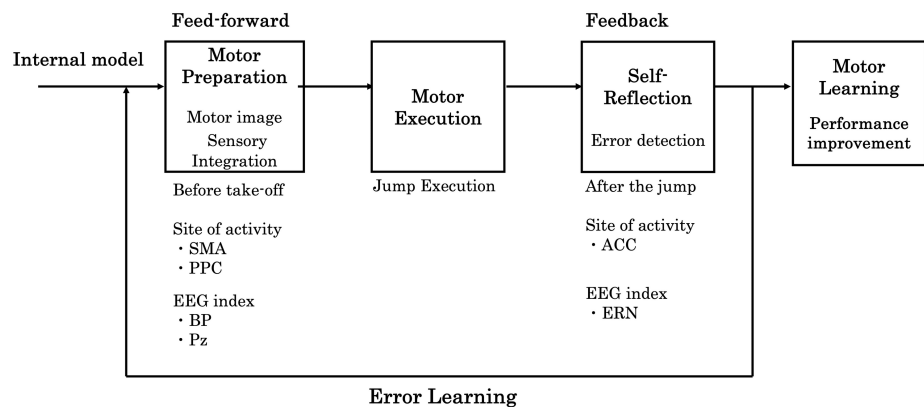 Feed-forward
Feedback
Internal model
Motor
Preparation
Motor image
Sensory
Integration
Motor
Execution
Self-
Reflection
Error detection
Motor
Learning
Performance
improvement
Before take-off
Jump Execution
After the jump
Site of activity
・SMA
・PPC
EEG index
・BP
・Pz
Site of activity
・ACC
EEG index
・ERN
Error Learning